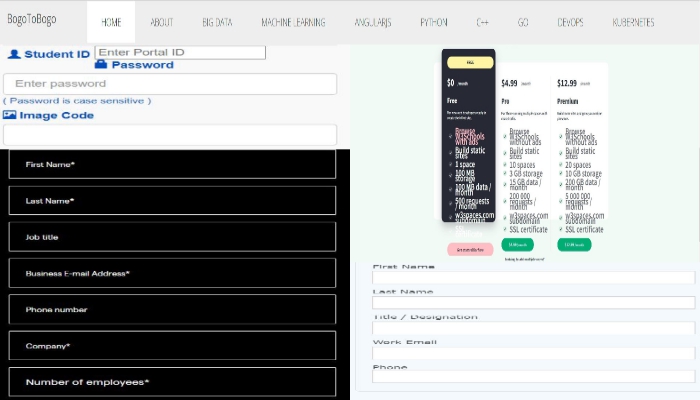 BogoToBogo
HOME ABOUT BIG DATA MACHINE LEARNING ANGULARJS PYTHON C++ GO DEVOPS KUBERNETES
Student ID Enter Portal ID
Password
Enter password
( Password is case sensitive )
Image Code
First Name*
Last Name*
Job title
Business E-mail Address*
Phone number
Company*
Number of employees*
$0 /month
Free
Browse
W3Schools
with ads
Build static
sites
1 space
100 MB
storage
100 MB data /
month
500 requests
/ month
w3spaces.com
subdomain
$4.99 /month
Pro
Browse
W3Schools
without ads
Build static
sites
10 spaces
3 GB storage
15 GB data /
month
200 000
requests /
month
w3spaces.com
subdomain
SSL certificate
$12.99 /month
Premium
Browse
W3Schools
without ads
Build static
sites
20 spaces
10 GB storage
200 GB data /
month
5 000 000
requests /
month
w3spaces.com
subdomain
SSL certificate
First Name
Last Name
Title / Designation
Work Email
Phone